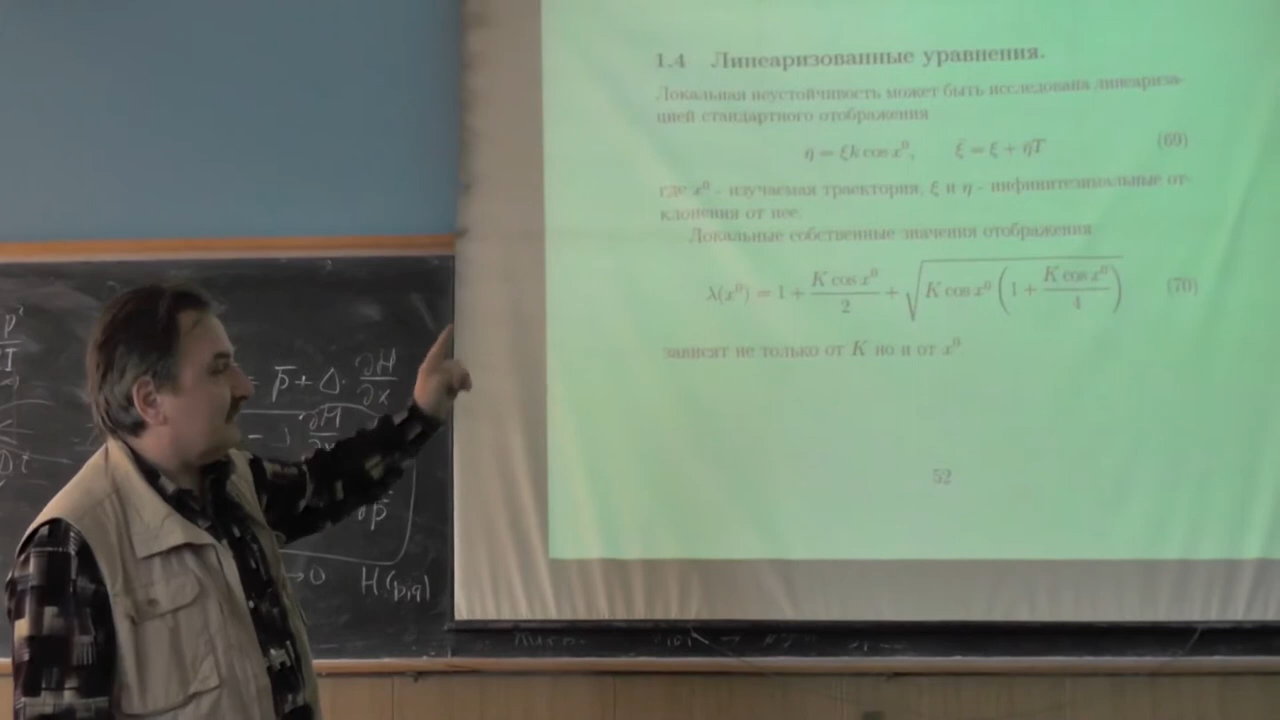 1.4 Линеаризованные уравнения.
Локальная неустойчивость может быть исследована линеариза-
цией стандартного отображения
η̄ = ξk cos x⁰, ξ̄ = ξ + η̄T (69)
где x⁰ - изучаемая траектория, ξ и η - инфинитезимальные от-
клонения от нее.
Локальные собственные значения отображения
λ(x⁰) = 1 + K cos x⁰ / 2 + √(K cos x⁰ (1 + K cos x⁰ / 4)) (70)
зависят не только от K но и от x⁰.
52
= p̄ + Δ · ∂H/∂x
∂H
→0 H(p,q)